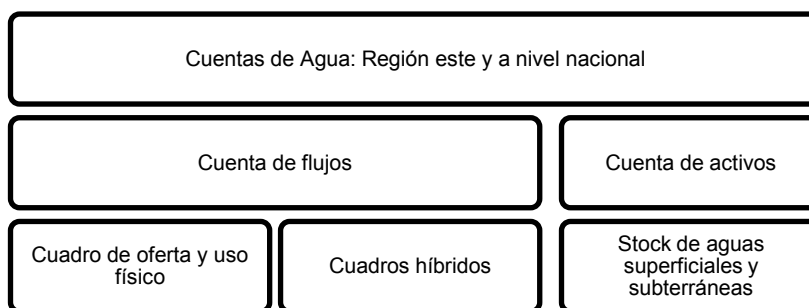 Cuentas de Agua: Región este y a nivel nacional
Cuenta de flujos
Cuenta de activos
Cuadro de oferta y uso
físico
Cuadros híbridos
Stock de aguas
superficiales y
subterráneas